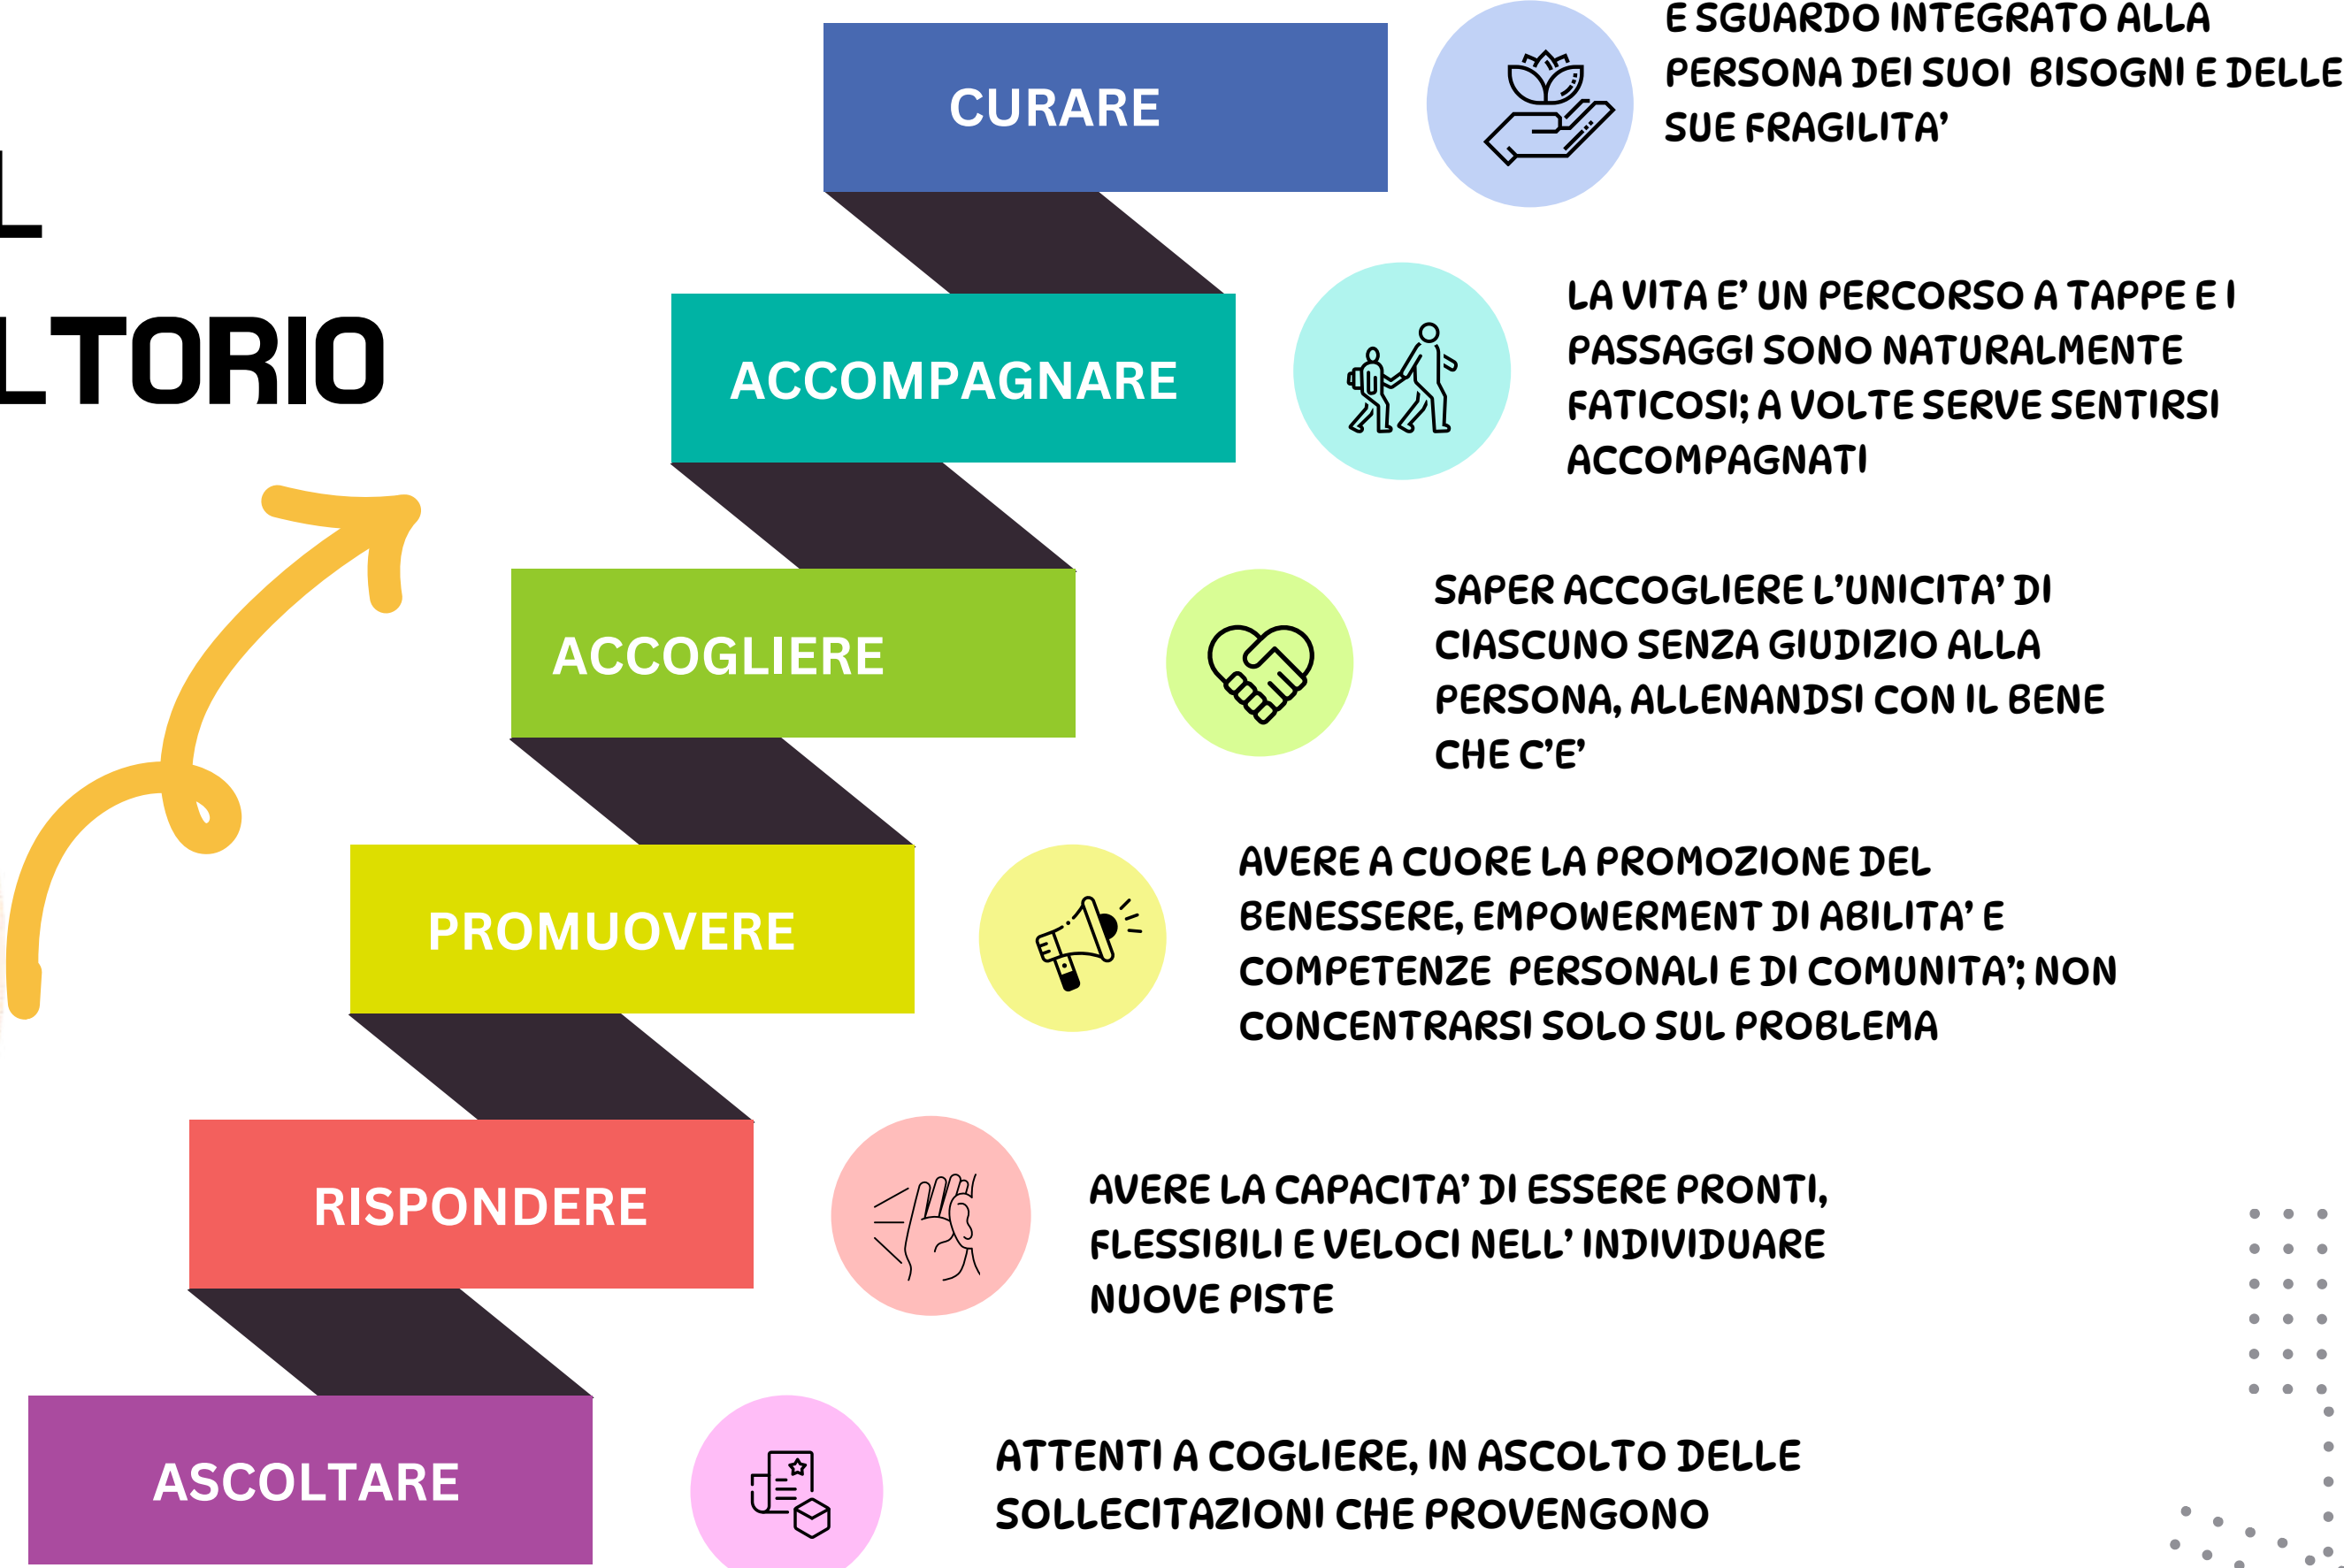 L
LTORIO
CURARE
E SGUARDO INTEGRATO ALLA
PERSONA DEI SUOI BISOGNI E DELLE
SUE FRAGILITA'
ACCOMPAGNARE
LA VITA E' UN PERCORSO A TAPPE E I
PASSAGGI SONO NATURALMENTE
FATICOSI; A VOLTE SERVE SENTIRSI
ACCOMPAGNATI
ACCOGLIERE
SAPER ACCOGLIERE L'UNICITA' DI
CIASCUNO SENZA GIUDIZIO ALLA
PERSONA, ALLENANDSI CON IL BENE
CHE C'E'
PROMUOVERE
AVERE A CUORE LA PROMOZIONE DEL
BENESSERE, EMPOWERMENT DI ABILITA' E
COMPETENZE PERSONALI E DI COMUNITA'; NON
CONCENTRARSI SOLO SUL PROBLEMA
RISPONDERE
AVERE LA CAPACITA' DI ESSERE PRONTI,
FLESSIBILI E VELOCI NELL' INDIVIDUARE
NUOVE PISTE
ASCOLTARE
ATTENTI A COGLIERE, IN ASCOLTO DELLE
SOLLECITAZIONI CHE PROVENGONO